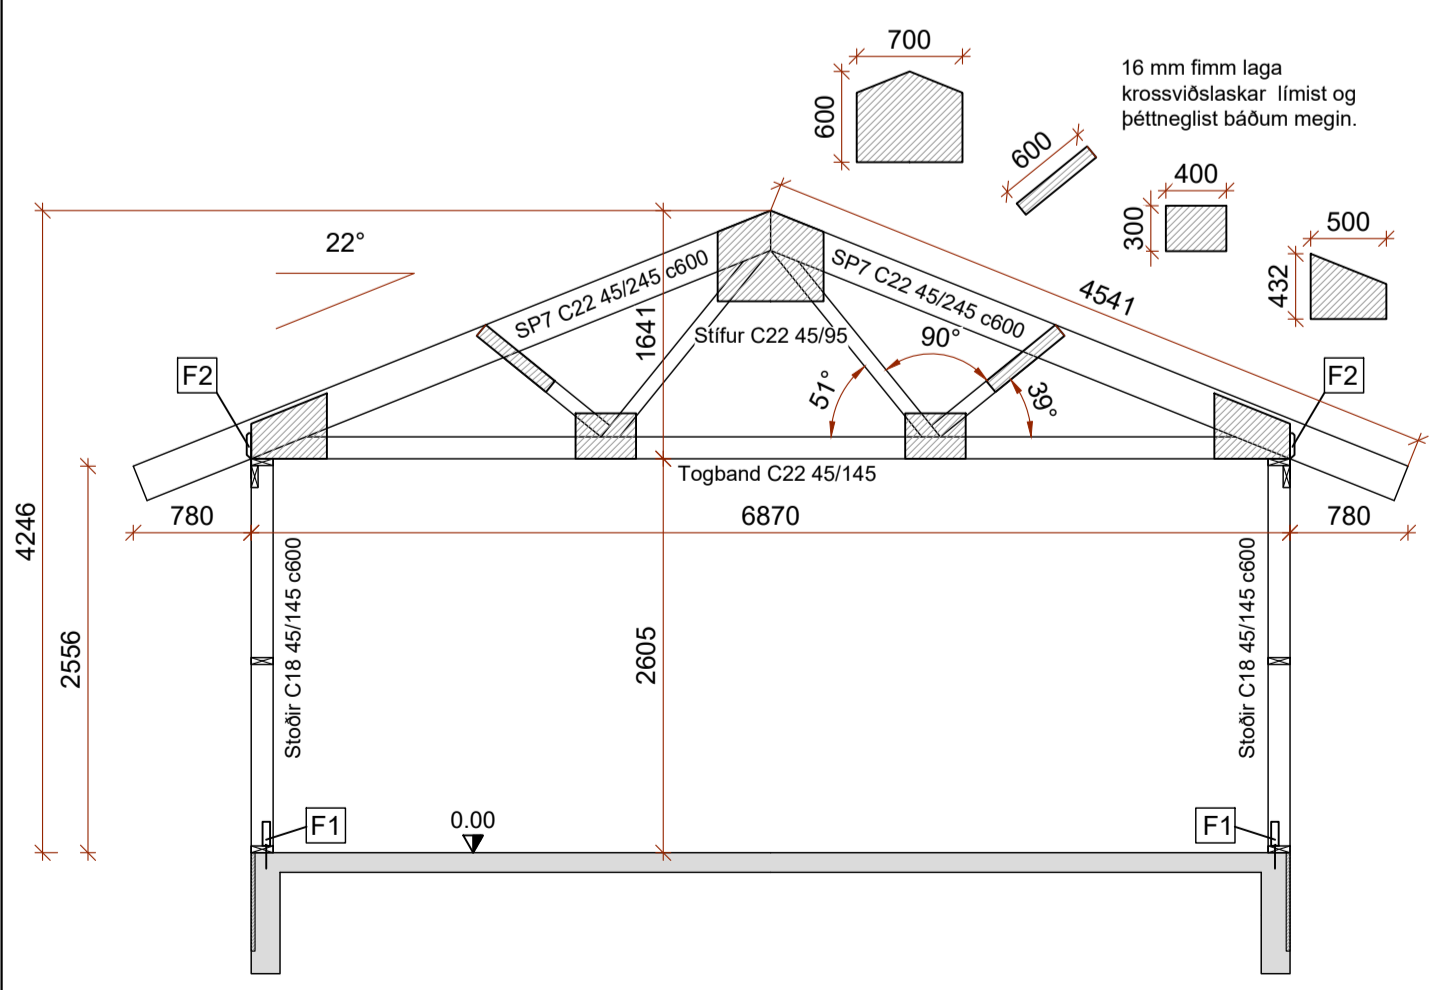 700
600
16 mm fimm laga
krossviðslaskar límist og
þéttneglist báðum megin.
600
400
300
500
432
22°
SP7 C22 45/245 c600
SP7 C22 45/245 c600
4541
1641
Stífur C22 45/95
90°
51°
39°
F2
F2
Togband C22 45/145
780
6870
780
4246
2556
Stoðir C18 45/145 c600
2605
Stoðir C18 45/145 c600
F1
0.00
F1